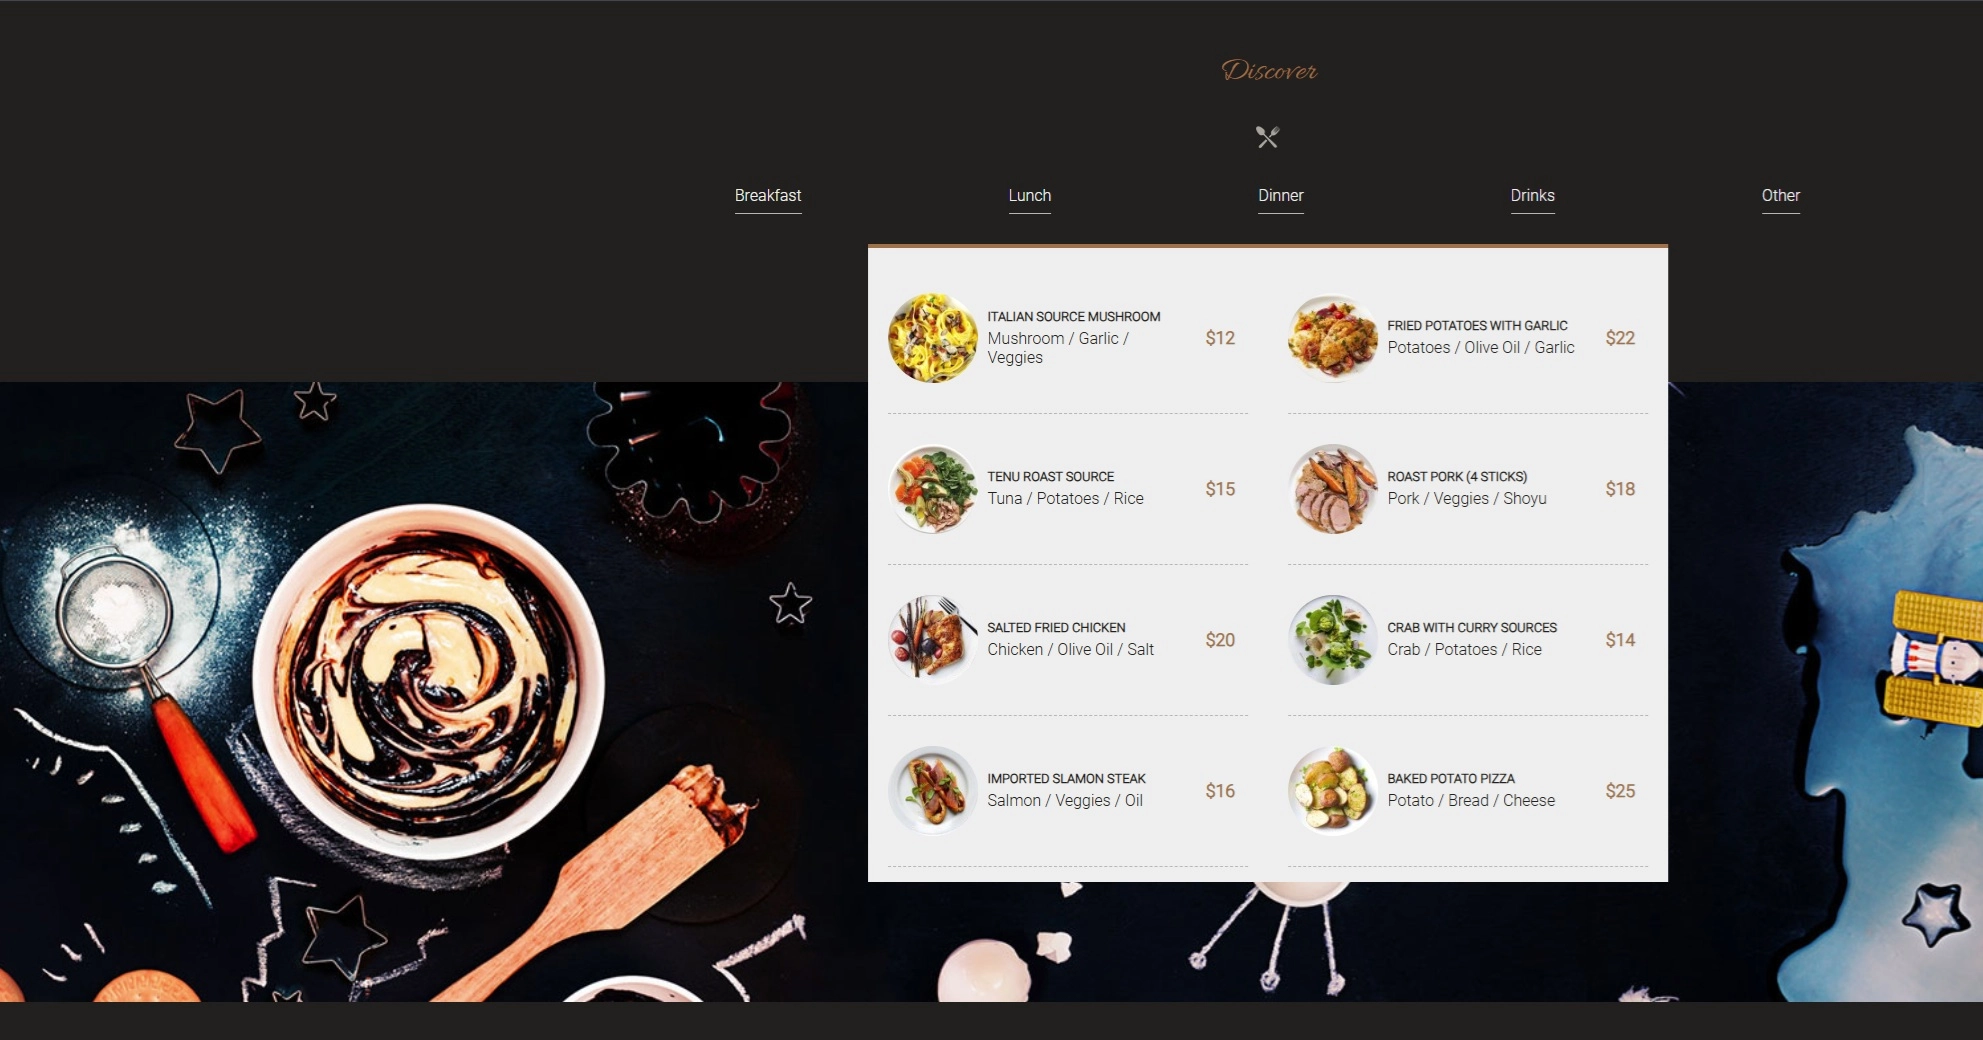 Discover
Breakfast
Lunch
Dinner
Drinks
Other
ITALIAN SOURCE MUSHROOM
Mushroom / Garlic /
Veggies
$12
FRIED POTATOES WITH GARLIC
Potatoes / Olive Oil / Garlic
$22
TENU ROAST SOURCE
Tuna / Potatoes / Rice
$15
ROAST PORK (4 STICKS)
Pork / Veggies / Shoyu
$18
SALTED FRIED CHICKEN
Chicken / Olive Oil / Salt
$20
CRAB WITH CURRY SOURCES
Crab / Potatoes / Rice
$14
IMPORTED SLAMON STEAK
Salmon / Veggies / Oil
$16
BAKED POTATO PIZZA
Potato / Bread / Cheese
$25